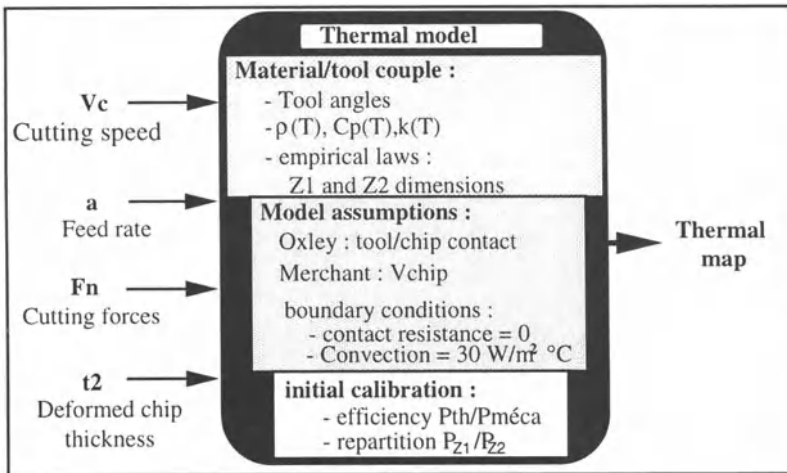 Thermal model
Vc
Cutting speed
a
Feed rate
Fn
Cutting forces
t2
Deformed chip
thickness
Material/tool couple :
- Tool angles
- ρ(T), Cp(T),k(T)
- empirical laws :
Z1 and Z2 dimensions
Model assumptions :
Oxley : tool/chip contact
Merchant : Vchip
boundary conditions :
- contact resistance = 0
- Convection = 30 W/m² °C
initial calibration :
- efficiency Pth/Pméca
- repartition PZ1/PZ2
Thermal
map